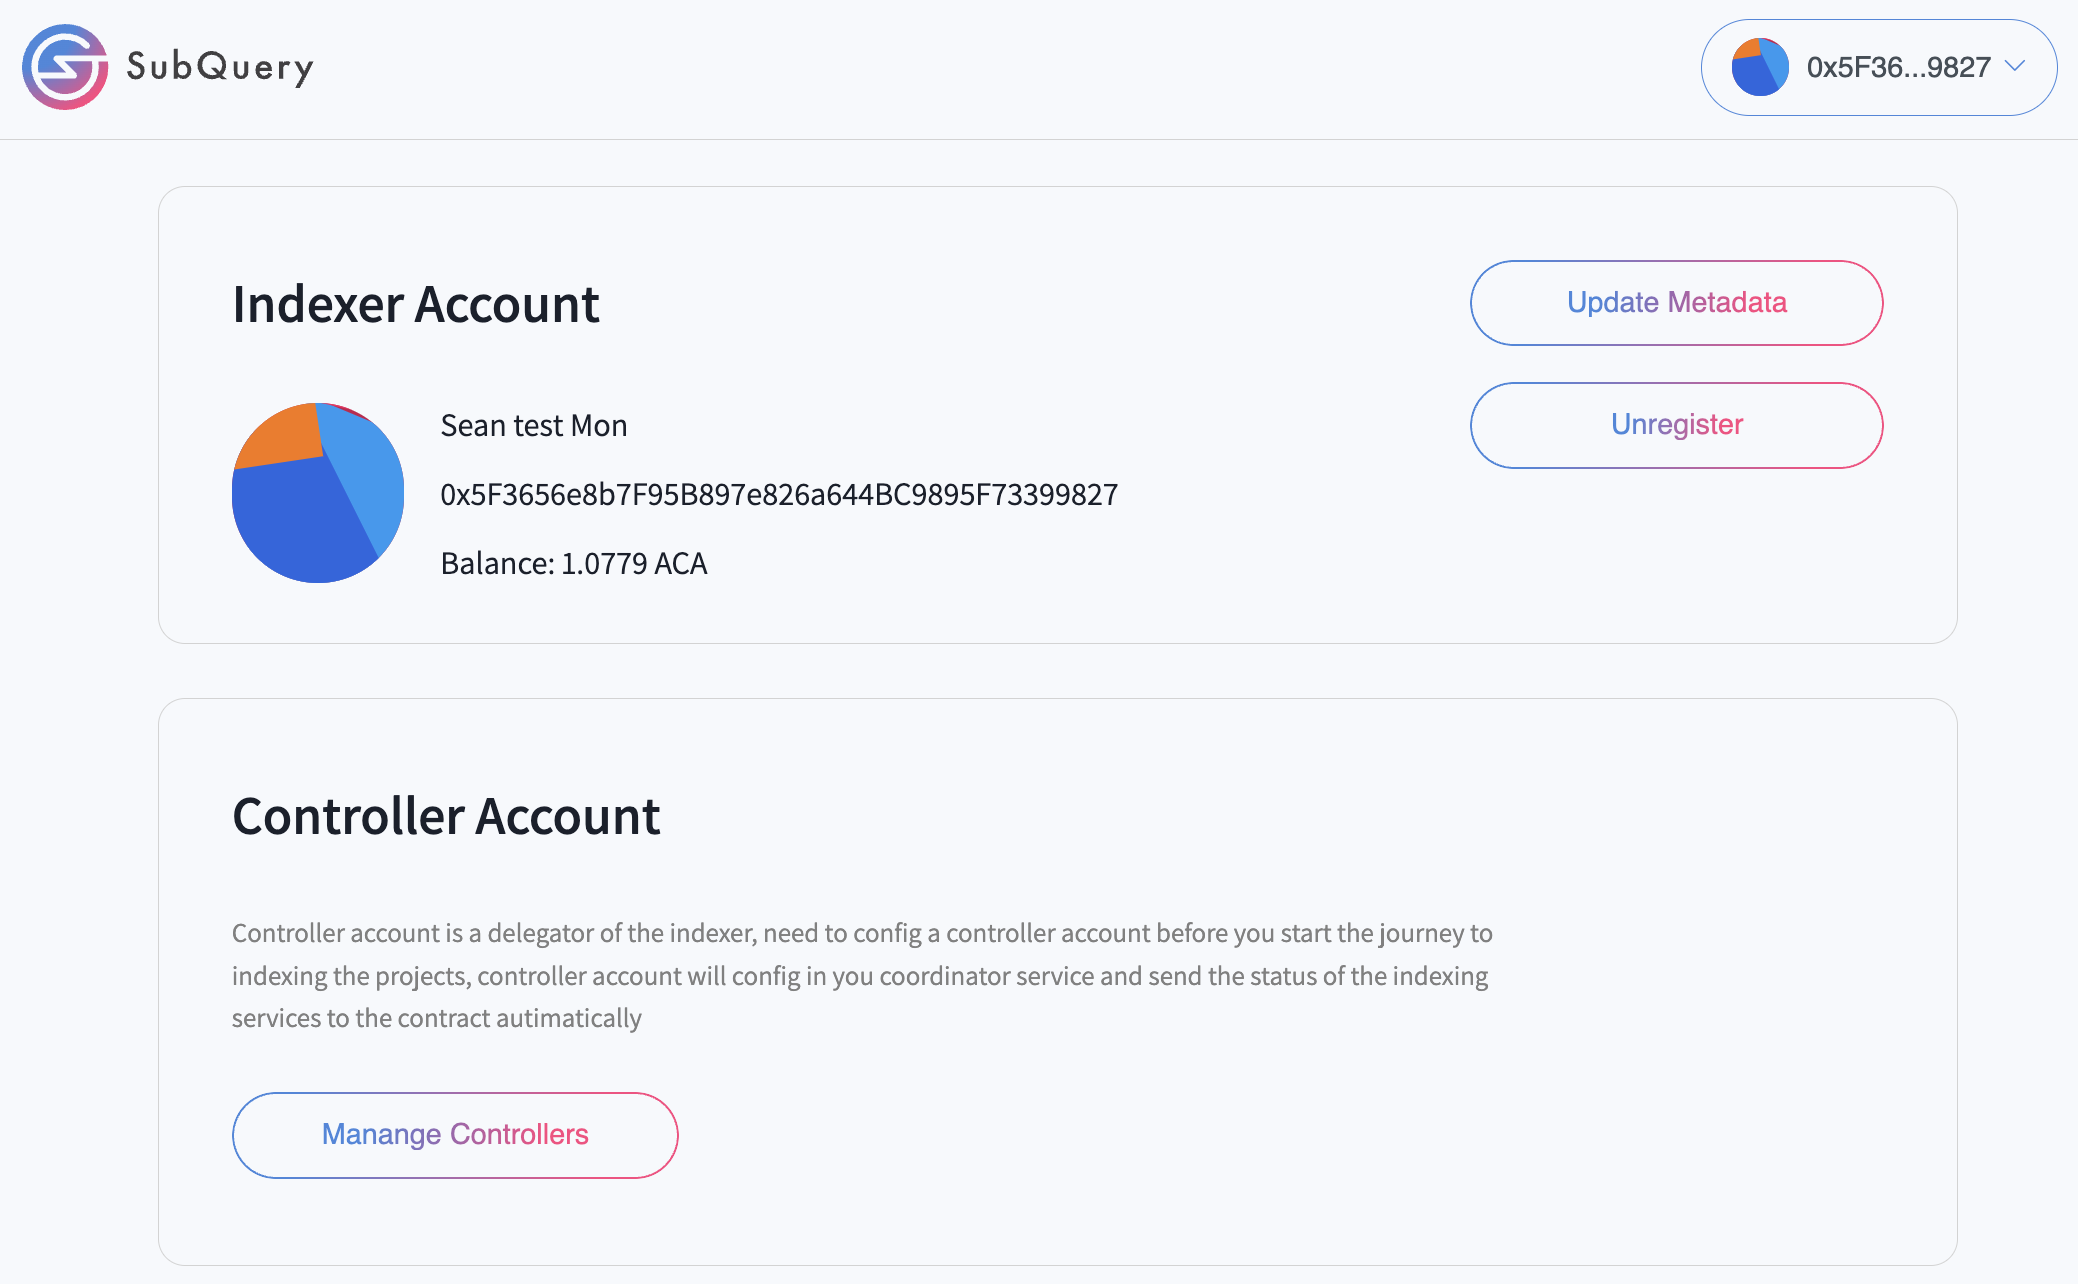 SubQuery
0x5F36...9827
Indexer Account
Update Metadata
Unregister
Sean test Mon
0x5F3656e8b7F95B897e826a644BC9895F73399827
Balance: 1.0779 ACA
Controller Account
Controller account is a delegator of the indexer, need to config a controller account before you start the journey to
indexing the projects, controller account will config in you coordinator service and send the status of the indexing
services to the contract autimatically
Manange Controllers